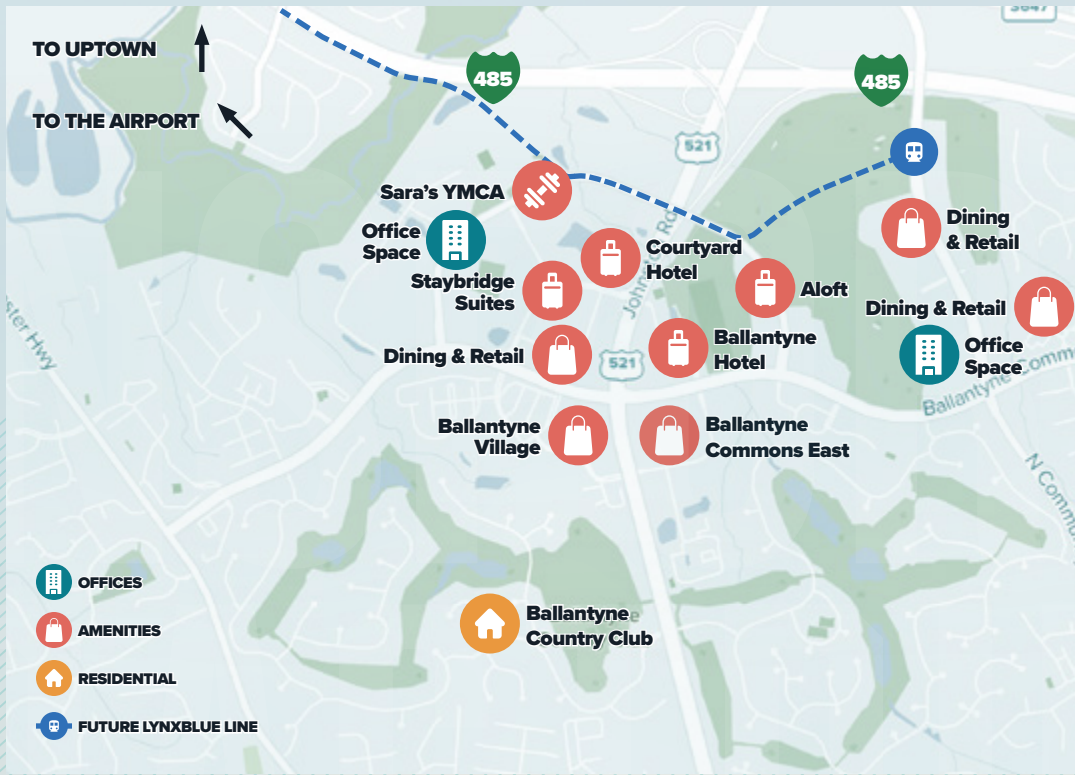 TO UPTOWN
TO THE AIRPORT
485
485
521
Sara's YMCA
Office
Space
Staybridge
Suites
Courtyard
Hotel
Aloft
Dining
& Retail
Dining & Retail
Office
Space
Dining & Retail
521
Ballantyne
Hotel
Ballantyne
Village
Ballantyne
Commons East
Ballantyne
Country Club
OFFICES
AMENITIES
RESIDENTIAL
FUTURE LYNXBLUE LINE